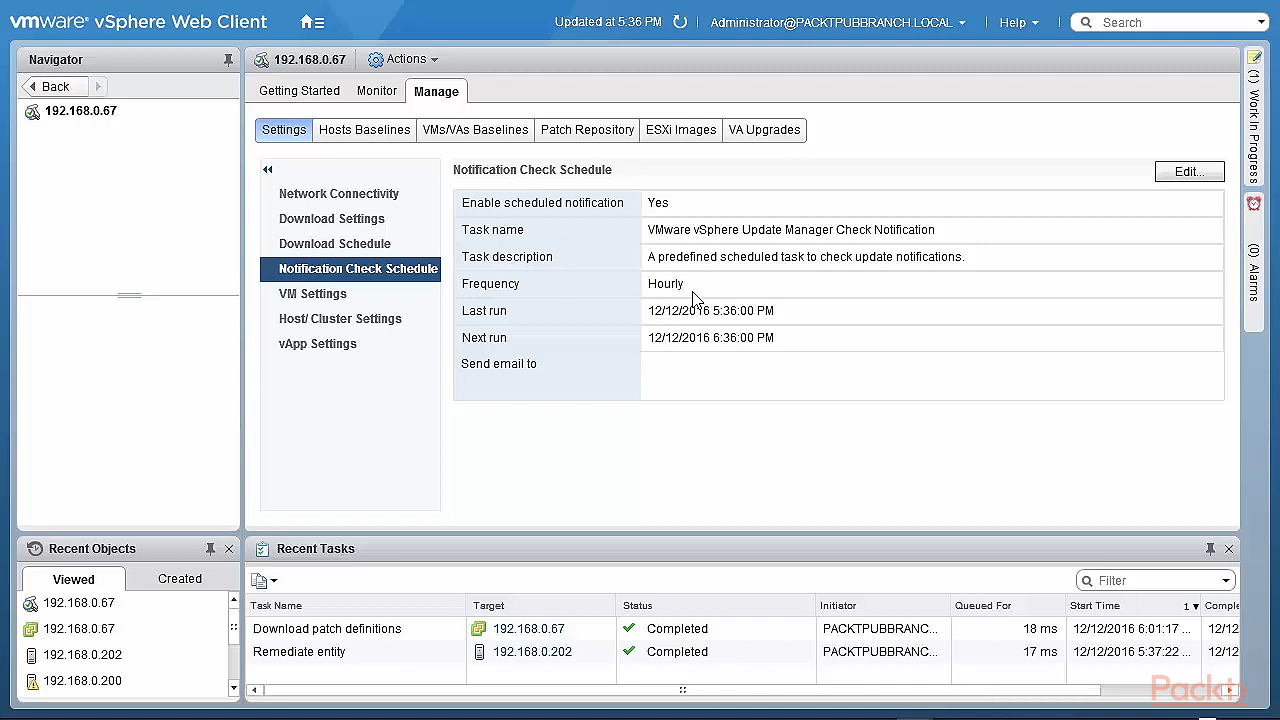 vmware® vSphere Web Client
Updated at 5:36 PM
Administrator@PACKTPUBBRANCH.LOCAL
Help
Search
Navigator
Back
192.168.0.67
192.168.0.67
Actions
Getting Started
Monitor
Manage
Settings
Hosts Baselines
VMs/VAs Baselines
Patch Repository
ESXi Images
VA Upgrades
Network Connectivity
Download Settings
Download Schedule
Notification Check Schedule
VM Settings
Host/ Cluster Settings
vApp Settings
Notification Check Schedule
Edit...
Enable scheduled notification Yes
Task name VMware vSphere Update Manager Check Notification
Task description A predefined scheduled task to check update notifications.
Frequency Hourly
Last run 12/12/2016 5:36:00 PM
Next run 12/12/2016 6:36:00 PM
Send email to
(1) Work In Progress
(0) Alarms
Recent Objects
Viewed
Created
192.168.0.67
192.168.0.67
192.168.0.202
192.168.0.200
Recent Tasks
Filter
Task Name Target Status Initiator Queued For Start Time 1 Comple
Download patch definitions 192.168.0.67 Completed PACKTPUBBRANC... 18 ms 12/12/2016 6:01:17 ... 12/12
Remediate entity 192.168.0.202 Completed PACKTPUBBRANC... 17 ms 12/12/2016 5:37:22 ... 12/12
Packt